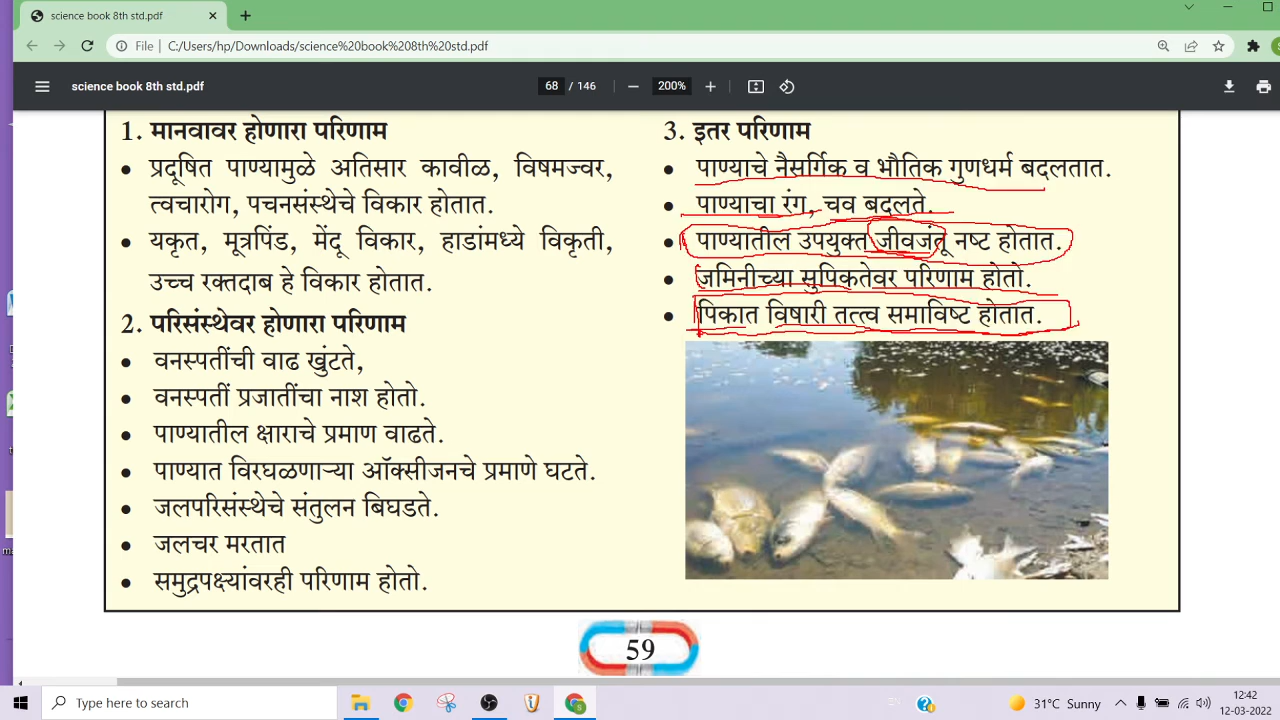 science book 8th std.pdf
File
C:/Users/hp/Downloads/science%20book%208th%20std.pdf
science book 8th std.pdf
68 / 146
200%
1. मानवावर होणारा परिणाम
• प्रदूषित पाण्यामुळे अतिसार कावीळ, विषमज्वर,
त्वचारोग, पचनसंस्थेचे विकार होतात.
• यकृत, मूत्रपिंड, मेंदू विकार, हाडांमध्ये विकृती,
उच्च रक्तदाब हे विकार होतात.
2. परिसंस्थेवर होणारा परिणाम
• वनस्पतींची वाढ खुंटते,
• वनस्पतीं प्रजातींचा नाश होतो.
• पाण्यातील क्षाराचे प्रमाण वाढते.
• पाण्यात विरघळणाऱ्या ऑक्सीजनचे प्रमाणे घटते.
• जलपरिसंस्थेचे संतुलन बिघडते.
• जलचर मरतात
• समुद्रपक्ष्यांवरही परिणाम होतो.
3. इतर परिणाम
• पाण्याचे नैसर्गिक व भौतिक गुणधर्म बदलतात.
• पाण्याचा रंग, चव बदलते.
• पाण्यातील उपयुक्त जीवजंतू नष्ट होतात.
• जमिनीच्या सुपिकतेवर परिणाम होतो.
• पिकात विषारी तत्त्व समाविष्ट होतात.
59
Type here to search
31°C Sunny
12:42
12-03-2022